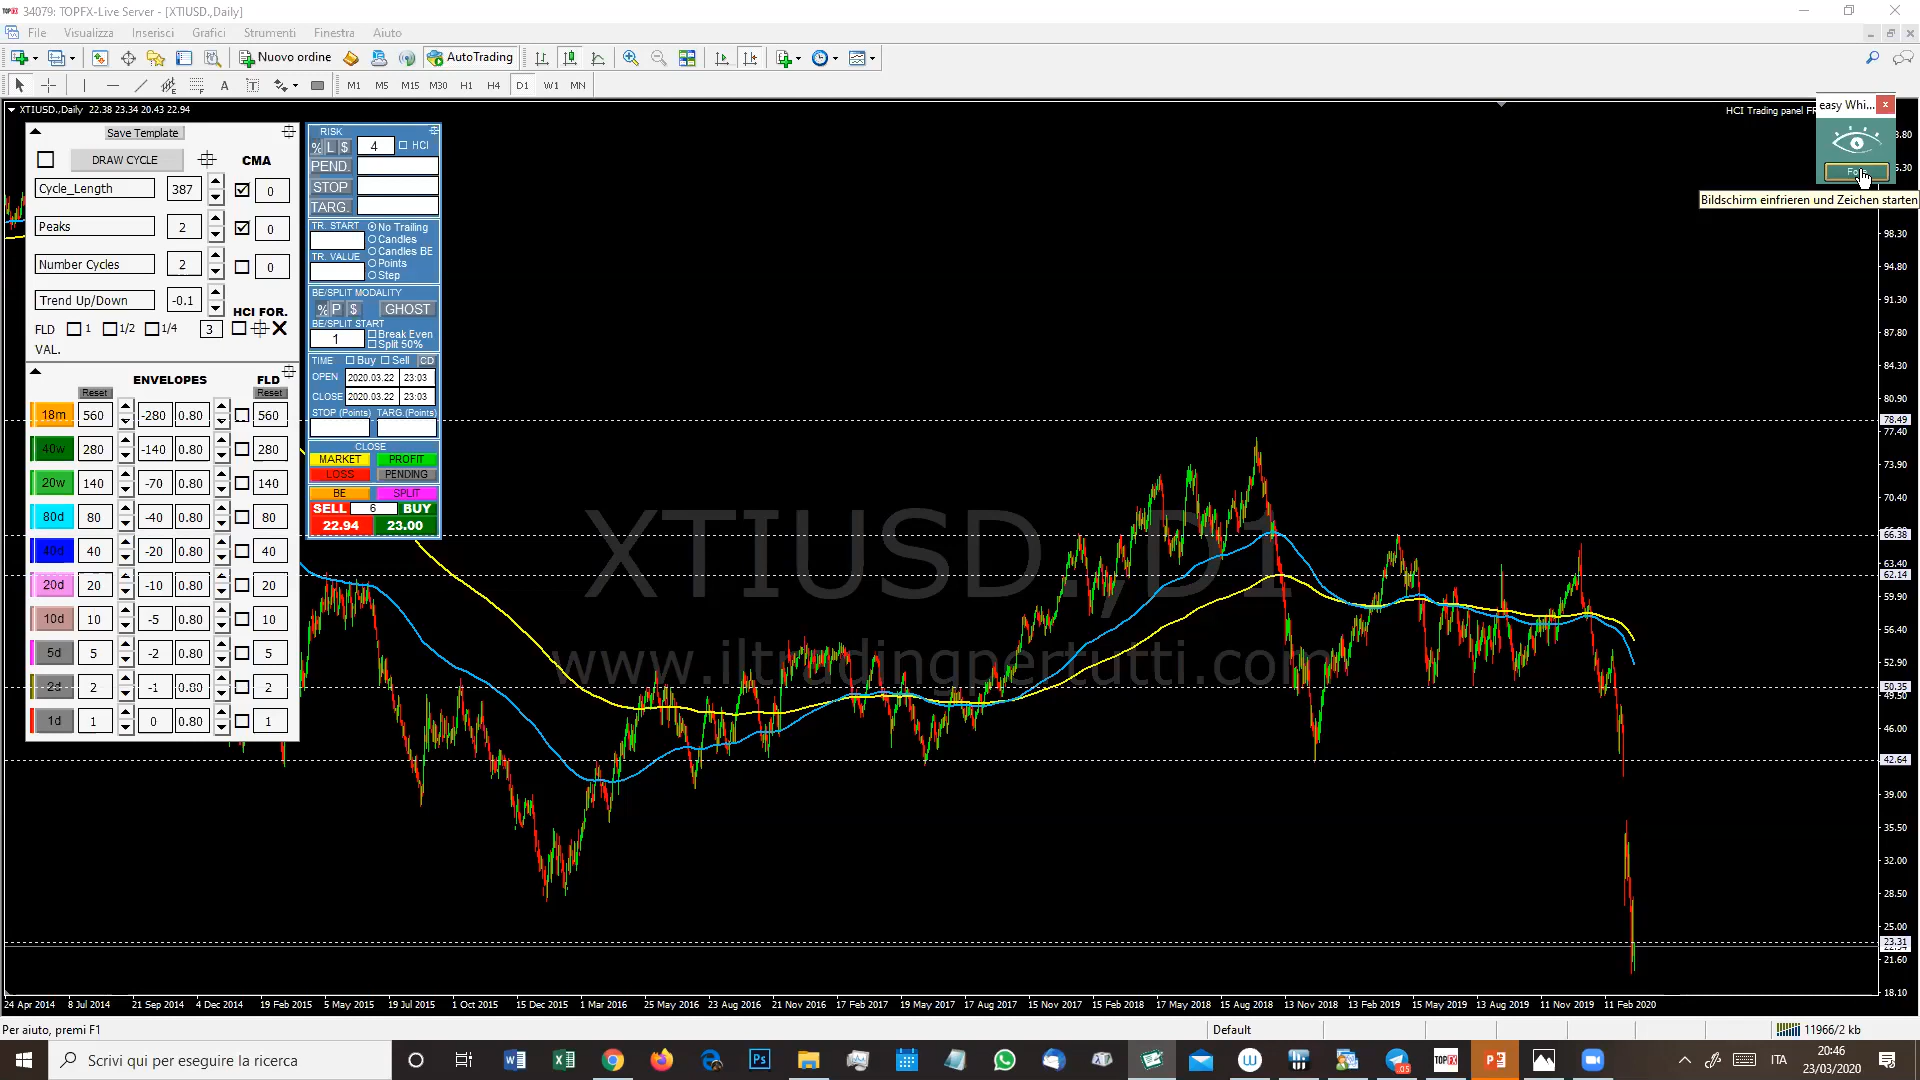 34079: TOPFX-Live Server - [XTIUSD.,Daily]
File Visualizza Inserisci Grafici Strumenti Finestra Aiuto
Nuovo ordine AutoTrading
A T M1 M5 M15 M30 H1 H4 D1 W1 MN
XTIUSD.,Daily 22.38 23.34 20.43 22.94
HCI Trading panel
easy Whi...
Bildschirm einfrieren und Zeichen starten
Save Template
DRAW CYCLE CMA
Cycle_Length 387 0
Peaks 2 0
Number Cycles 2 0
Trend Up/Down -0.1
HCI FOR.
FLD 1 1/2 1/4 3
VAL.
ENVELOPES FLD
Reset Reset
18m 560 -280 0.80 560
40w 280 -140 0.80 280
20w 140 -70 0.80 140
80d 80 -40 0.80 80
40d 40 -20 0.80 40
20d 20 -10 0.80 20
10d 10 -5 0.80 10
5d 5 -2 0.80 5
2d 2 -1 0.80 2
1d 1 0 0.80 1
RISK
% L $ 4 HCI
PEND.
STOP
TARG.
TR. START No Trailing
Candles
TR. VALUE Candles BE
Points
Step
BE/SPLIT MODALITY
% P $ GHOST
BE/SPLIT START
1 Break Even
Split 50%
TIME Buy Sell CD
OPEN 2020.03.22 23:03
CLOSE 2020.03.22 23:03
STOP (Points) TARG.(Points)
CLOSE
MARKET PROFIT
LOSS PENDING
BE SPLIT
SELL 6 BUY
22.94 23.00
XTIUSD.,D1
www.iltradingpertutti.com
98.30
94.80
91.30
87.80
84.30
80.90
78.49
77.40
73.90
70.40
66.38
63.40
62.14
59.90
56.40
52.90
50.35
49.50
46.00
42.64
39.00
35.50
32.00
28.50
25.00
23.31
21.60
18.10
24 Apr 2014 8 Jul 2014 21 Sep 2014 4 Dec 2014 19 Feb 2015 5 May 2015 19 Jul 2015 1 Oct 2015 15 Dec 2015 1 Mar 2016 25 May 2016 23 Aug 2016 21 Nov 2016 17 Feb 2017 19 May 2017 17 Aug 2017 15 Nov 2017 15 Feb 2018 17 May 2018 15 Aug 2018 13 Nov 2018 13 Feb 2019 15 May 2019 13 Aug 2019 11 Nov 2019 11 Feb 2020
Per aiuto, premi F1 Default 11966/2 kb
Scrivi qui per eseguire la ricerca
ITA
20:46
23/03/2020